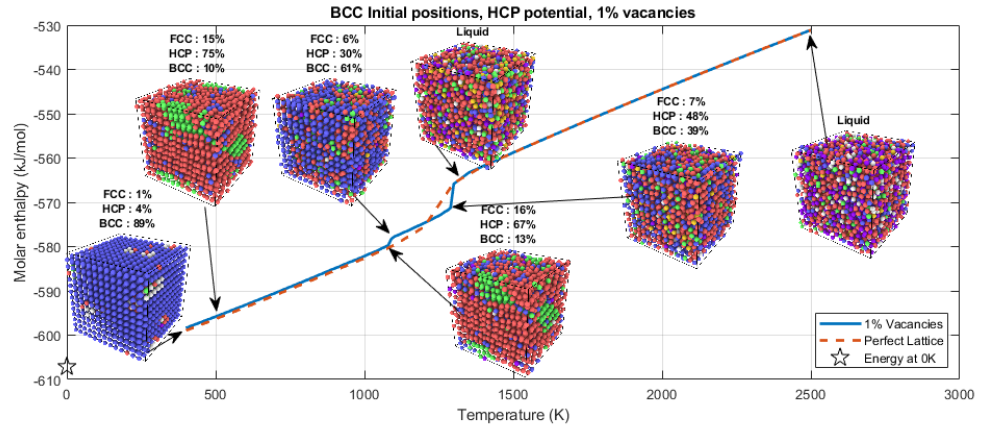 BCC Initial positions, HCP potential, 1% vacancies
Molar enthalpy (kJ/mol)
-530
-540
-550
-560
-570
-580
-590
-600
-610
FCC : 15%
HCP : 75%
BCC : 10%
FCC : 6%
HCP : 30%
BCC : 61%
Liquid
FCC : 7%
HCP : 48%
BCC : 39%
Liquid
FCC : 1%
HCP : 4%
BCC : 89%
FCC : 16%
HCP : 67%
BCC : 13%
1% Vacancies
Perfect Lattice
Energy at 0K
0
500
1000
1500
2000
2500
3000
Temperature (K)